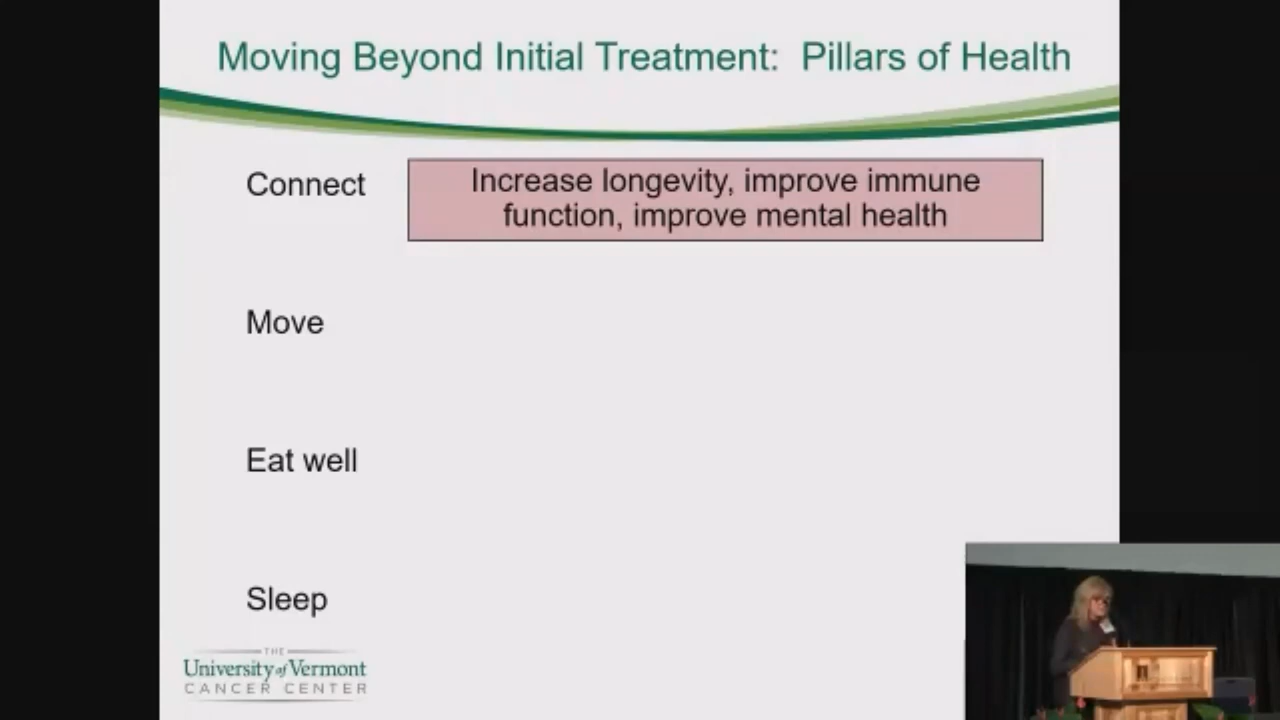 Moving Beyond Initial Treatment: Pillars of Health
Connect
Increase longevity, improve immune
function, improve mental health
Move
Eat well
Sleep
THE
University of Vermont
CANCER CENTER